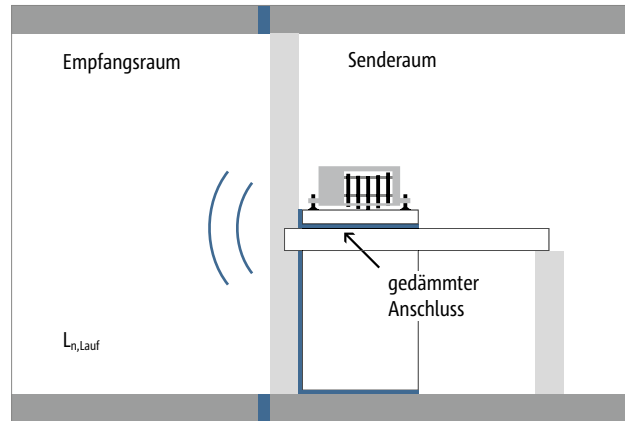 Empfangsraum
Senderaum
gedämmter
Anschluss
Ln,Lauf